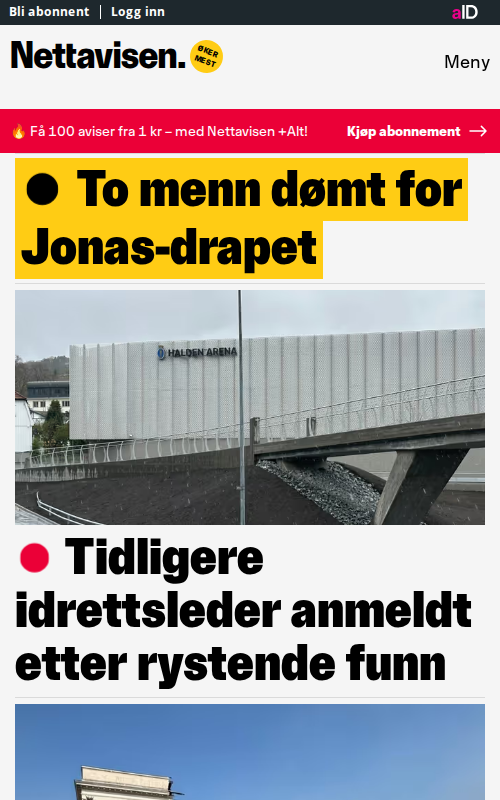 Bli abonnent | Logg inn
aID
Nettavisen.
ØKER
MEST
Meny
🔥 Få 100 aviser fra 1 kr – med Nettavisen +Alt!
Kjøp abonnement →
● To menn dømt for
Jonas-drapet
HALDEN ARENA
● Tidligere
idrettsleder anmeldt
etter rystende funn